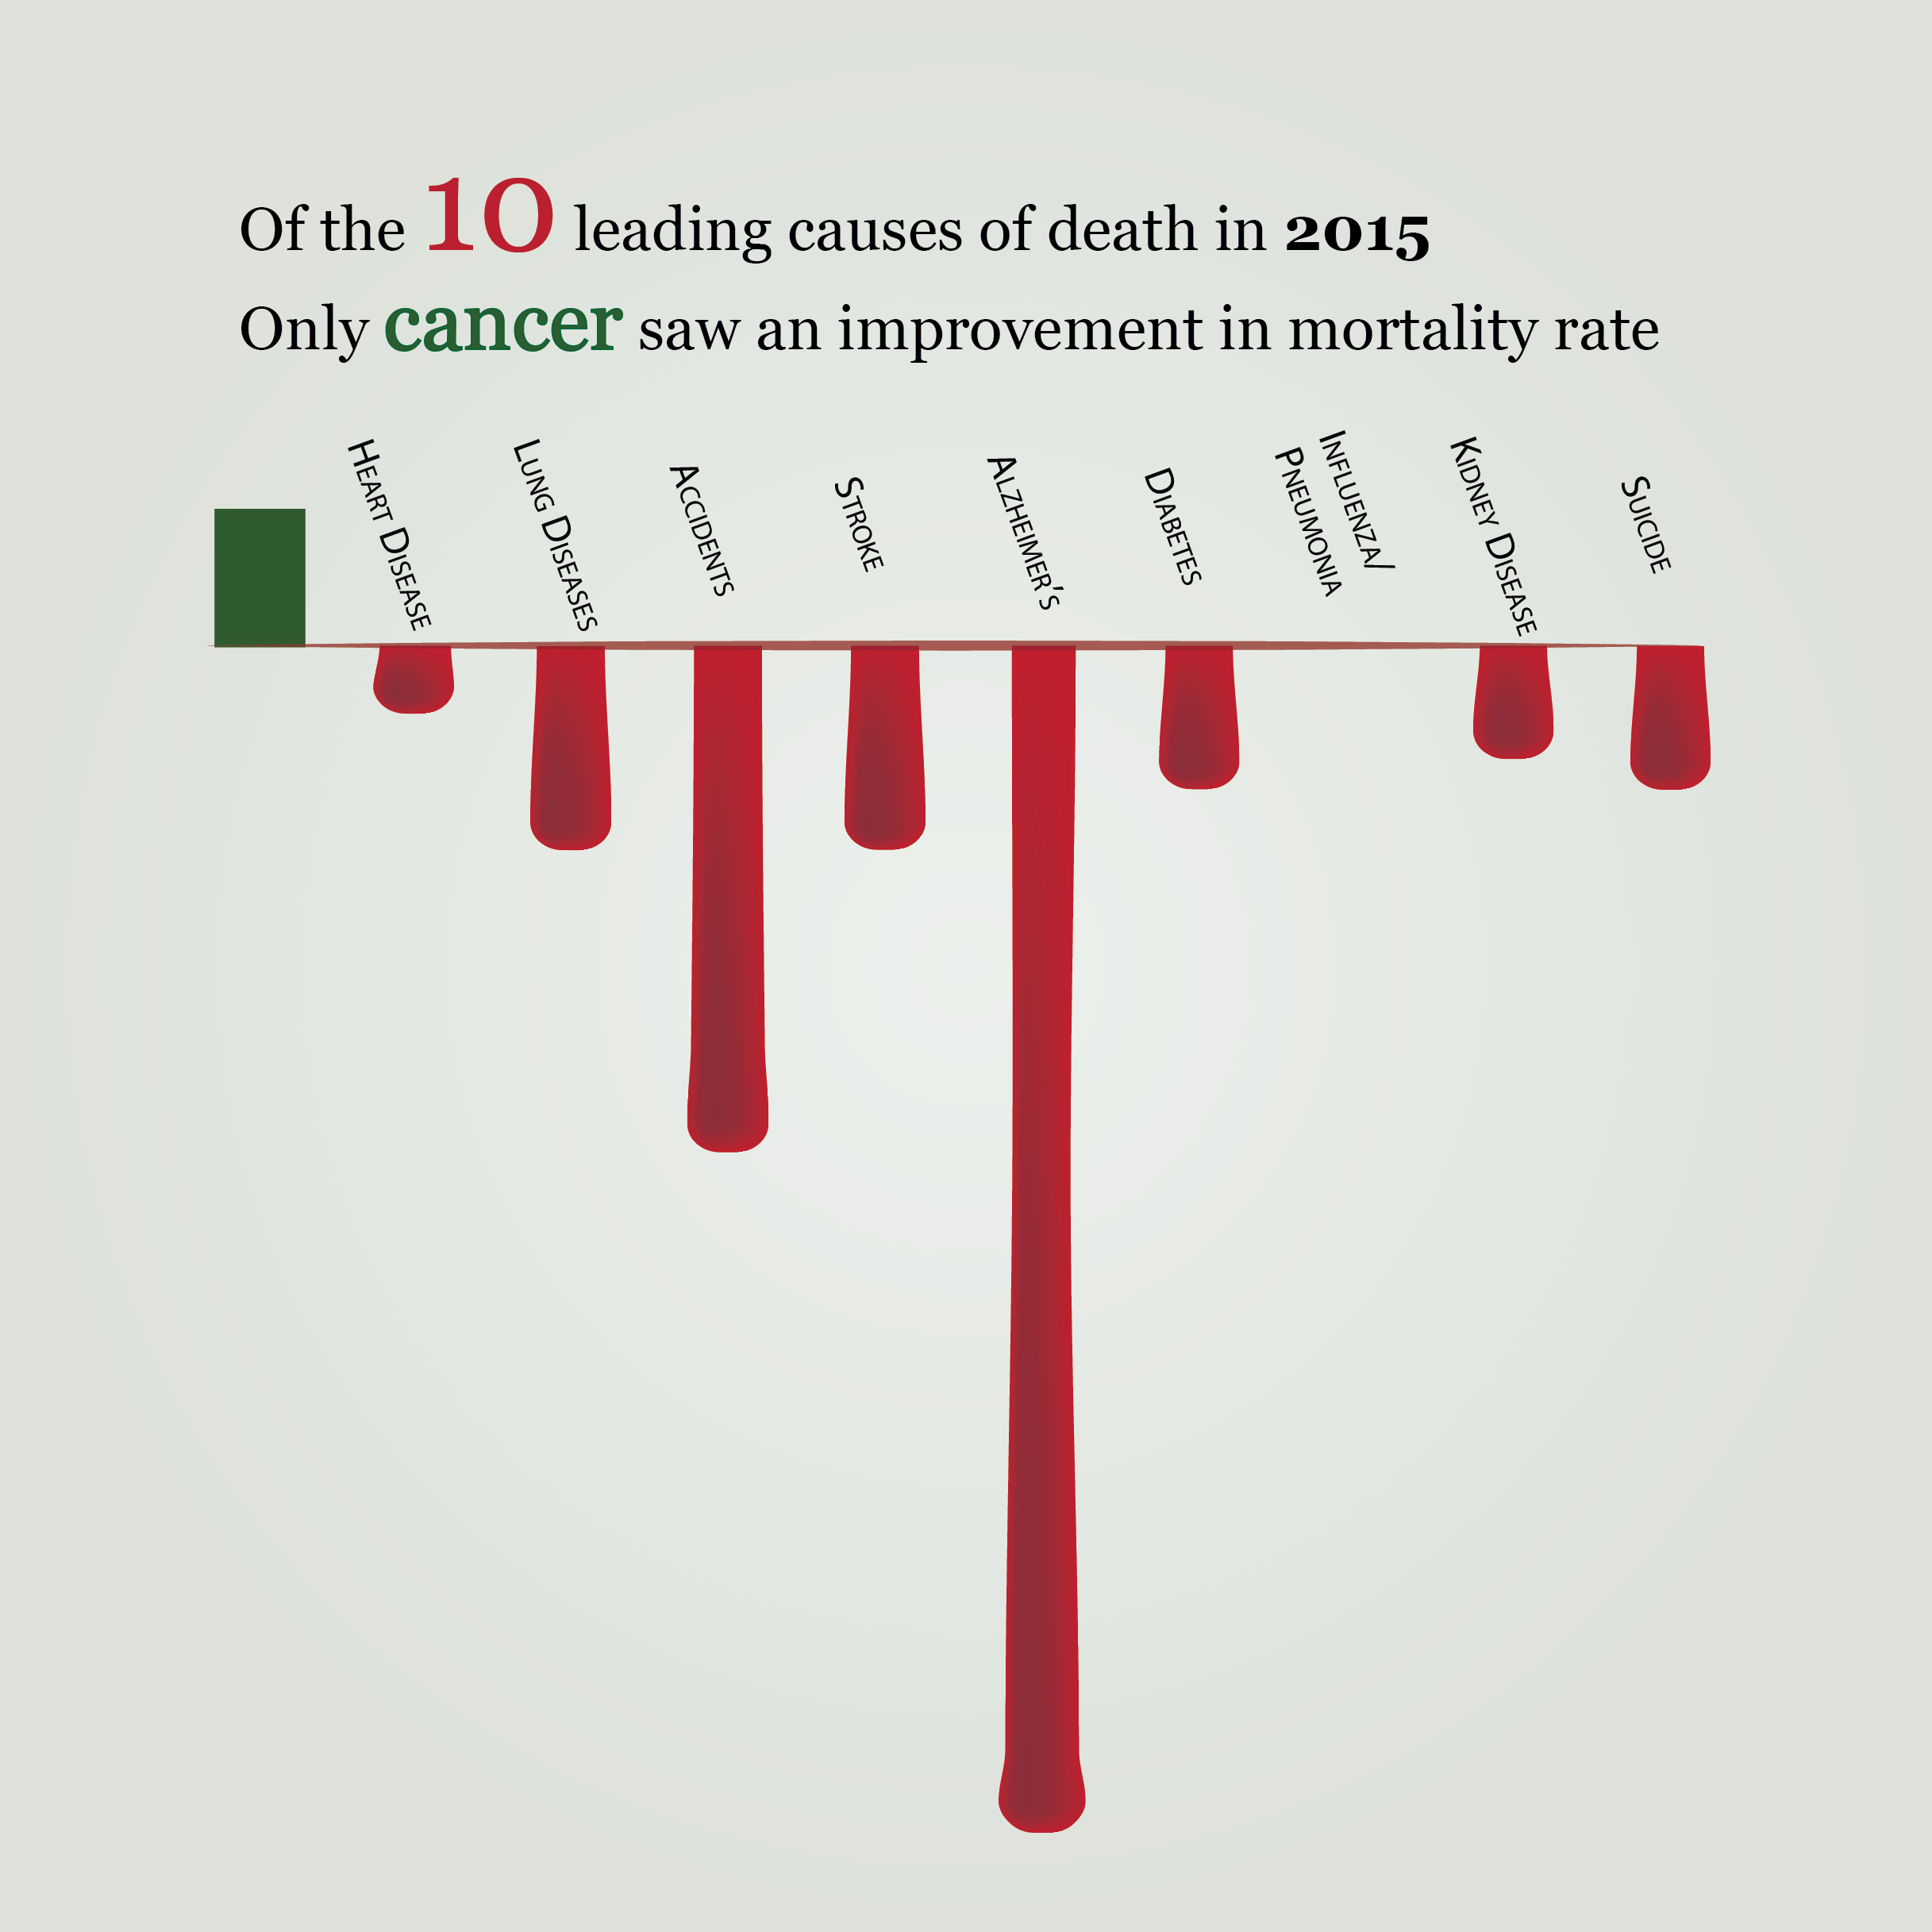 Of the 10 leading causes of death in 2015
Only cancer saw an improvement in mortality rate
Heart Disease
Lung Diseases
Accidents
Stroke
Alzheimer's
Diabetes
Influenza/
Pneumonia
Kidney Disease
Suicide